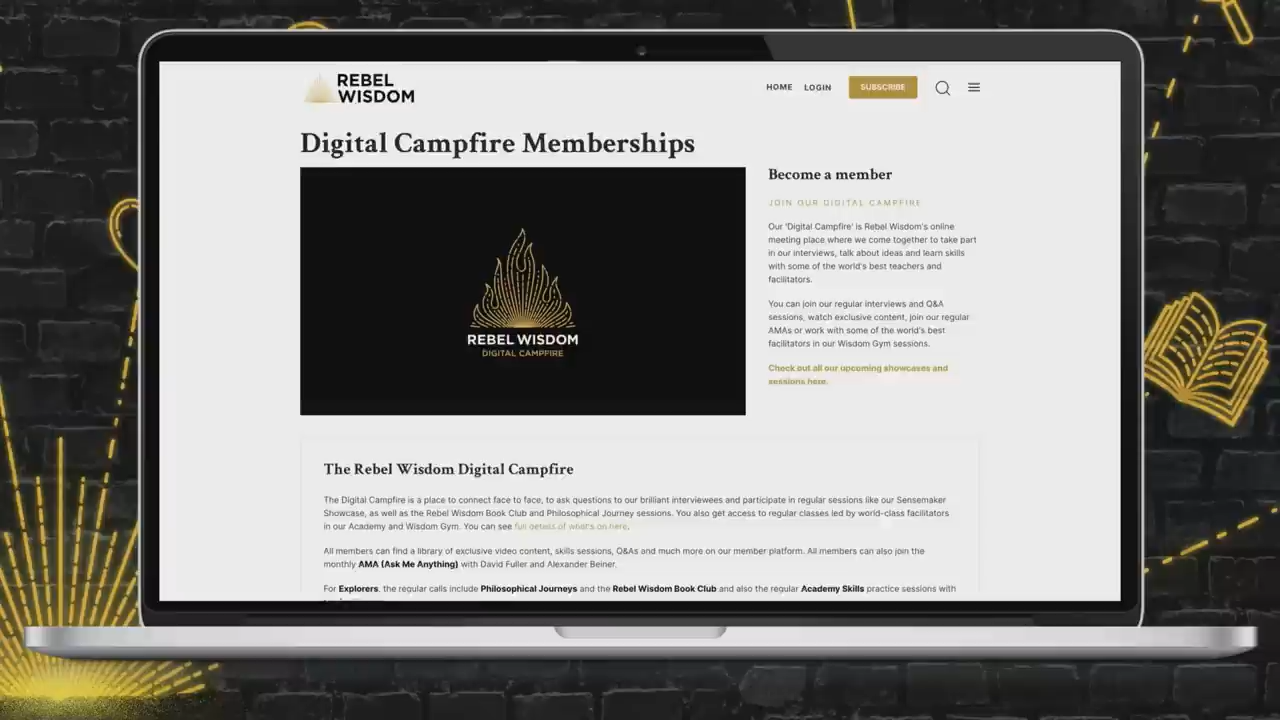 REBEL
WISDOM
HOME LOGIN SUBSCRIBE
Digital Campfire Memberships
REBEL WISDOM
DIGITAL CAMPFIRE
Become a member
JOIN OUR DIGITAL CAMPFIRE
Our 'Digital Campfire' is Rebel Wisdom's online
meeting place where we come together to take part
in our interviews, talk about ideas and learn skills
with some of the world's best teachers and
facilitators.
You can join our regular interviews and Q&A
sessions, watch exclusive content, join our regular
AMAs or work with some of the world's best
facilitators in our Wisdom Gym sessions.
Check out all our upcoming showcases and
sessions here.
The Rebel Wisdom Digital Campfire
The Digital Campfire is a place to connect face to face, to ask questions to our brilliant interviewees and participate in regular sessions like our Sensemaker
Showcase, as well as the Rebel Wisdom Book Club and Philosophical Journey sessions. You also get access to regular classes led by world-class facilitators
in our Academy and Wisdom Gym. You can see full details of what's on here.
All members can find a library of exclusive video content, skills sessions, Q&As and much more on our member platform. All members can also join the
monthly AMA (Ask Me Anything) with David Fuller and Alexander Beiner.
For Explorers, the regular calls include Philosophical Journeys and the Rebel Wisdom Book Club and also the regular Academy Skills practice sessions with